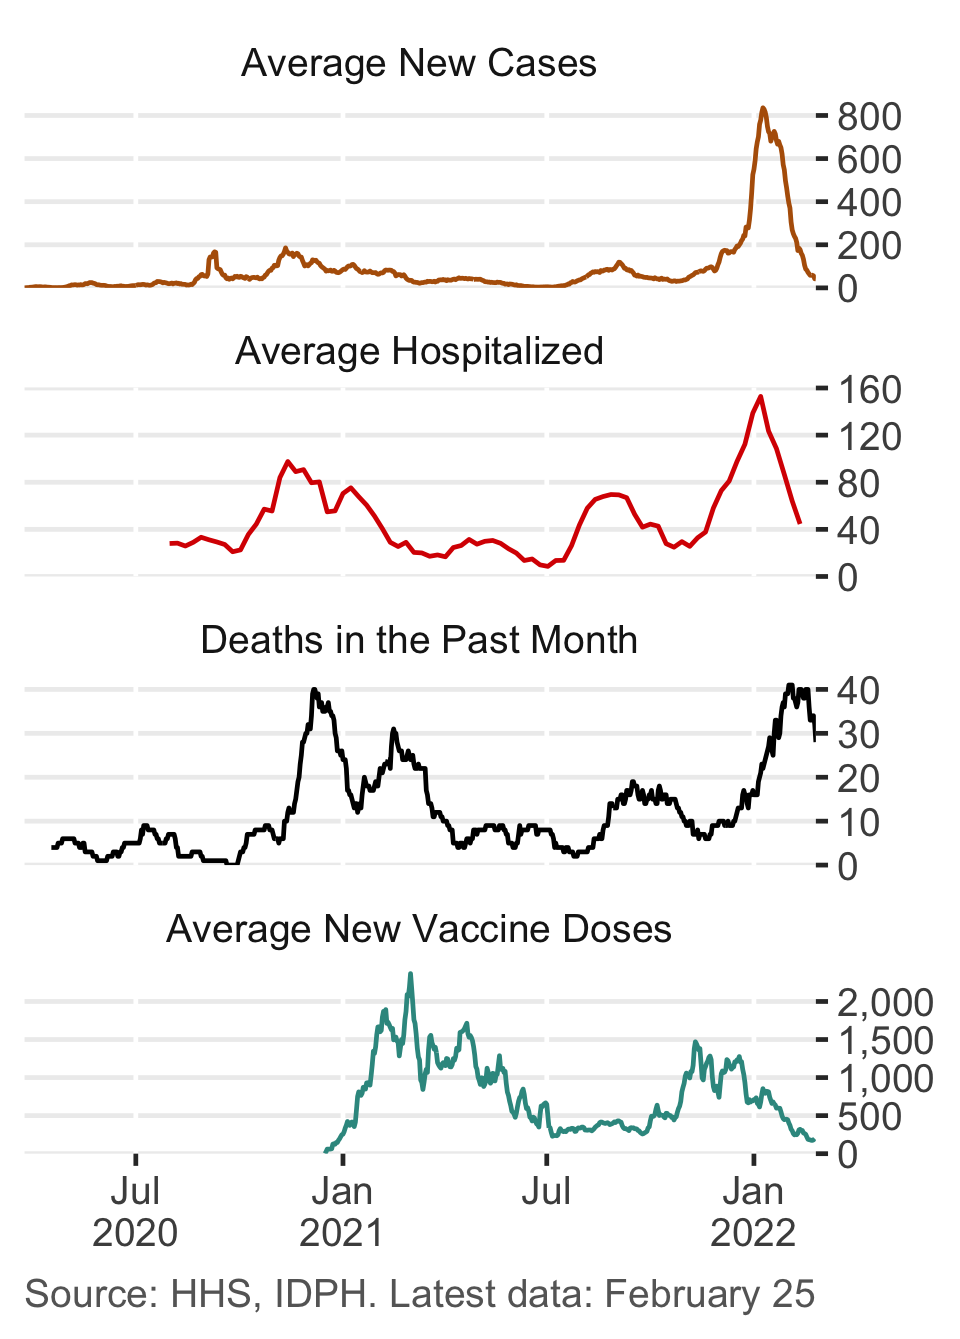 Average New Cases
800
600
400
200
0
Average Hospitalized
160
120
80
40
0
Deaths in the Past Month
40
30
20
10
0
Average New Vaccine Doses
2,000
1,500
1,000
500
0
Jul Jan Jul Jan
2020 2021 2022
Source: HHS, IDPH. Latest data: February 25